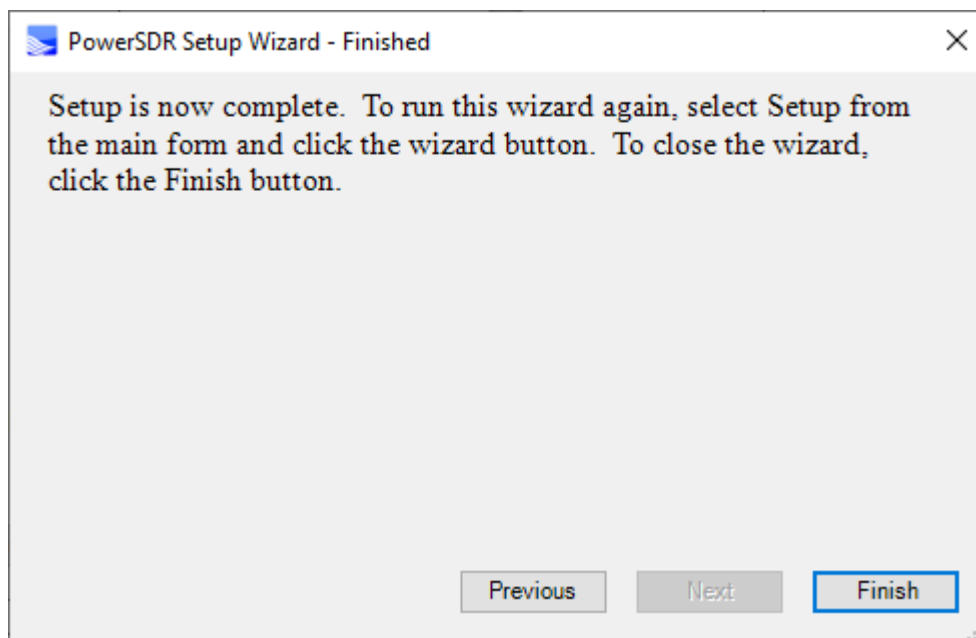 PowerSDR Setup Wizard - Finished
Setup is now complete.  To run this wizard again, select Setup from
the main form and click the wizard button.  To close the wizard,
click the Finish button.
Previous
Next
Finish